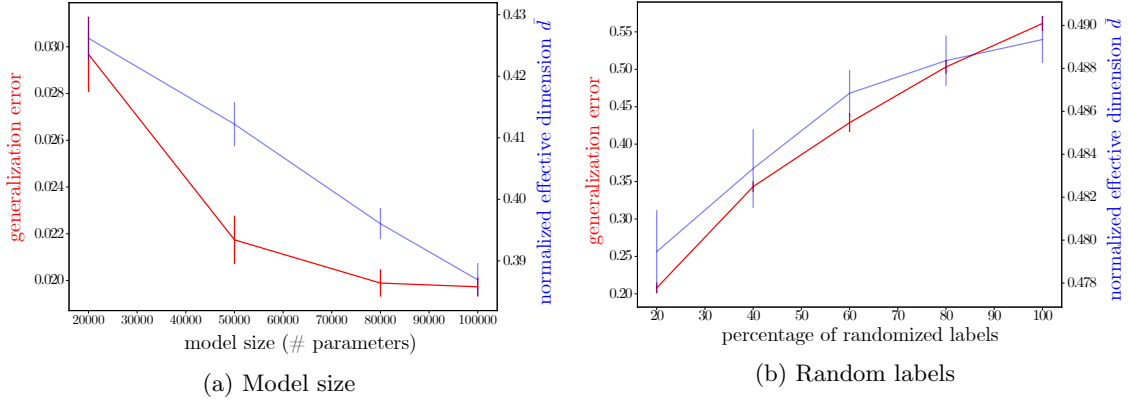 generalization error
0.030
0.028
0.026
0.024
0.022
0.020
0.43
0.42
0.41
0.40
0.39
normalized effective dimension d̄
20000 30000 40000 50000 60000 70000 80000 90000 100000
model size (# parameters)
(a) Model size
generalization error
0.55
0.50
0.45
0.40
0.35
0.30
0.25
0.20
0.490
0.488
0.486
0.484
0.482
0.480
0.478
normalized effective dimension d̄
20 30 40 50 60 70 80 90 100
percentage of randomized labels
(b) Random labels